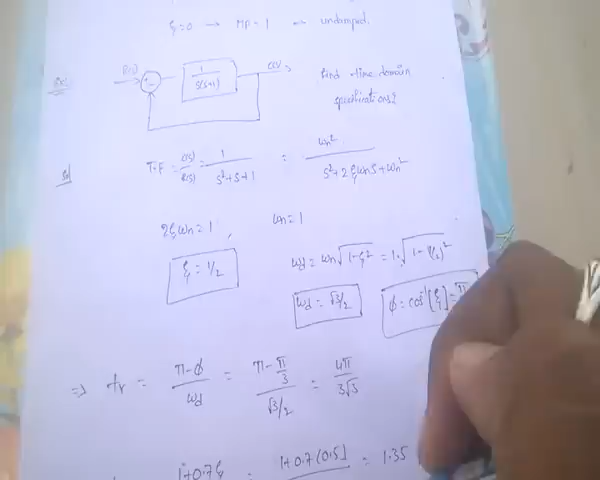 ξ=0 → MP=1 ⇒ undamped.
Ex:
R(s) 1/s(s+1) C(s)
find time domain
specifications?
Sol
T.F = C(s)/R(s) = 1/s²+s+1 = ωn²/s²+2ξωns+ωn²
2ξωn=1, ωn=1
ξ=1/2
ωd=ωn√1-ξ² = 1.√1-(1/2)²
ωd=√3/2
φ=cos⁻¹[ξ]=π
⇒ tr = π-φ/ωd = π-π/3/√3/2 = 4π/3√3
1+0.7ξ = 1+0.7(0.5) = 1.35